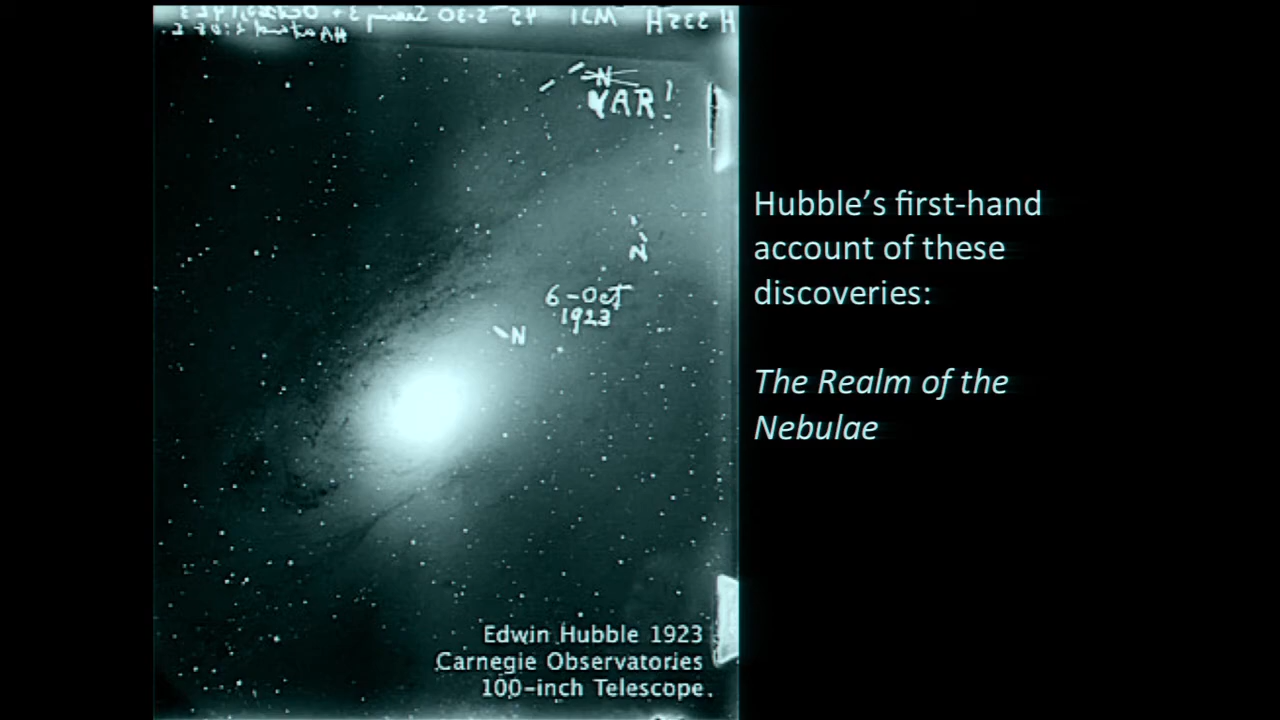 H 335H
N
VAR!
N
6-Oct
1923
N
Edwin Hubble 1923
Carnegie Observatories
100-inch Telescope.
Hubble’s first-hand
account of these
discoveries:
The Realm of the
Nebulae